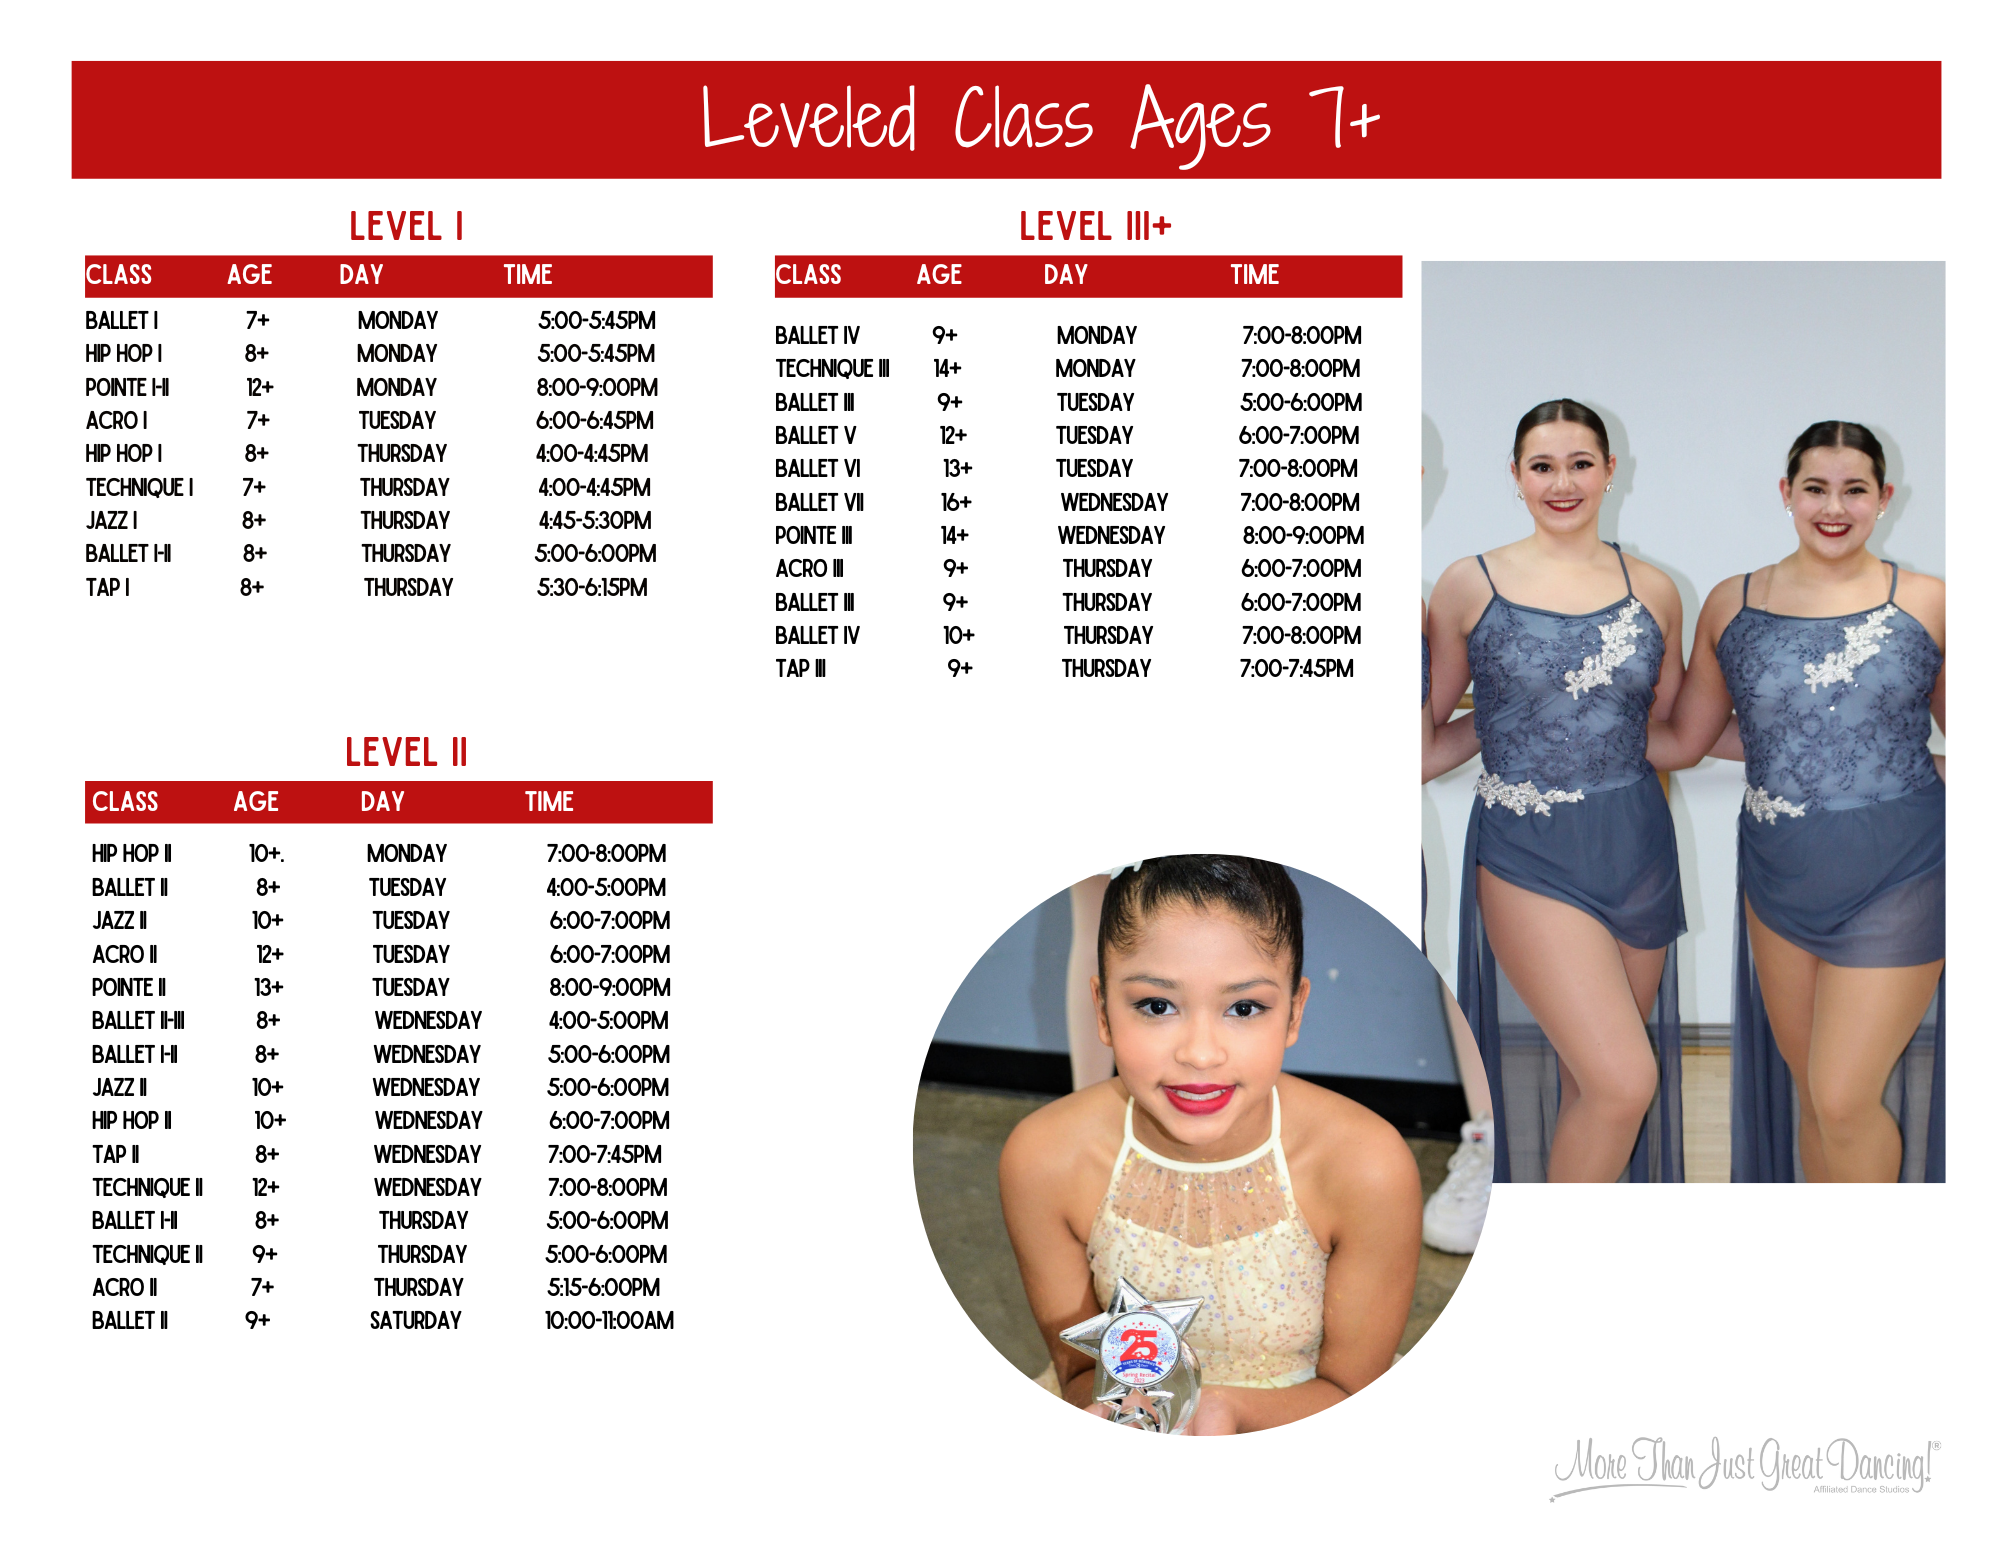 Leveled Class Ages 7+
LEVEL I
CLASS AGE DAY TIME
BALLET I 7+ MONDAY 5:00-5:45PM
HIP HOP I 8+ MONDAY 5:00-5:45PM
POINTE I-II 12+ MONDAY 8:00-9:00PM
ACRO I 7+ TUESDAY 6:00-6:45PM
HIP HOP I 8+ THURSDAY 4:00-4:45PM
TECHNIQUE I 7+ THURSDAY 4:00-4:45PM
JAZZ I 8+ THURSDAY 4:45-5:30PM
BALLET I-II 8+ THURSDAY 5:00-6:00PM
TAP I 8+ THURSDAY 5:30-6:15PM
LEVEL II
CLASS AGE DAY TIME
HIP HOP II 10+. MONDAY 7:00-8:00PM
BALLET II 8+ TUESDAY 4:00-5:00PM
JAZZ II 10+ TUESDAY 6:00-7:00PM
ACRO II 12+ TUESDAY 6:00-7:00PM
POINTE II 13+ TUESDAY 8:00-9:00PM
BALLET II-III 8+ WEDNESDAY 4:00-5:00PM
BALLET I-II 8+ WEDNESDAY 5:00-6:00PM
JAZZ II 10+ WEDNESDAY 5:00-6:00PM
HIP HOP II 10+ WEDNESDAY 6:00-7:00PM
TAP II 8+ WEDNESDAY 7:00-7:45PM
TECHNIQUE II 12+ WEDNESDAY 7:00-8:00PM
BALLET I-II 8+ THURSDAY 5:00-6:00PM
TECHNIQUE II 9+ THURSDAY 5:00-6:00PM
ACRO II 7+ THURSDAY 5:15-6:00PM
BALLET II 9+ SATURDAY 10:00-11:00AM
LEVEL III+
CLASS AGE DAY TIME
BALLET IV 9+ MONDAY 7:00-8:00PM
TECHNIQUE III 14+ MONDAY 7:00-8:00PM
BALLET III 9+ TUESDAY 5:00-6:00PM
BALLET V 12+ TUESDAY 6:00-7:00PM
BALLET VI 13+ TUESDAY 7:00-8:00PM
BALLET VII 16+ WEDNESDAY 7:00-8:00PM
POINTE III 14+ WEDNESDAY 8:00-9:00PM
ACRO III 9+ THURSDAY 6:00-7:00PM
BALLET III 9+ THURSDAY 6:00-7:00PM
BALLET IV 10+ THURSDAY 7:00-8:00PM
TAP III 9+ THURSDAY 7:00-7:45PM
25
Spring Recital
More Than Just Great Dancing!®
Affiliated Dance Studios